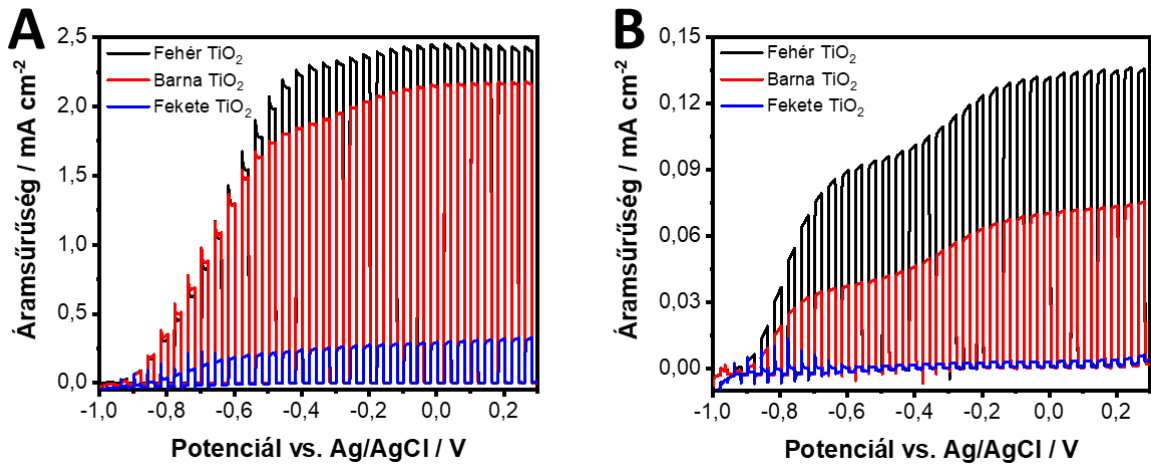 A
Fehér TiO₂
Barna TiO₂
Fekete TiO₂
Áramsűrűség / mA cm⁻²
2,5
2,0
1,5
1,0
0,5
0,0
-1,0 -0,8 -0,6 -0,4 -0,2 0,0 0,2
Potenciál vs. Ag/AgCl / V
B
Fehér TiO₂
Barna TiO₂
Fekete TiO₂
Áramsűrűség / mA cm⁻²
0,15
0,12
0,09
0,06
0,03
0,00
-1,0 -0,8 -0,6 -0,4 -0,2 0,0 0,2
Potenciál vs. Ag/AgCl / V